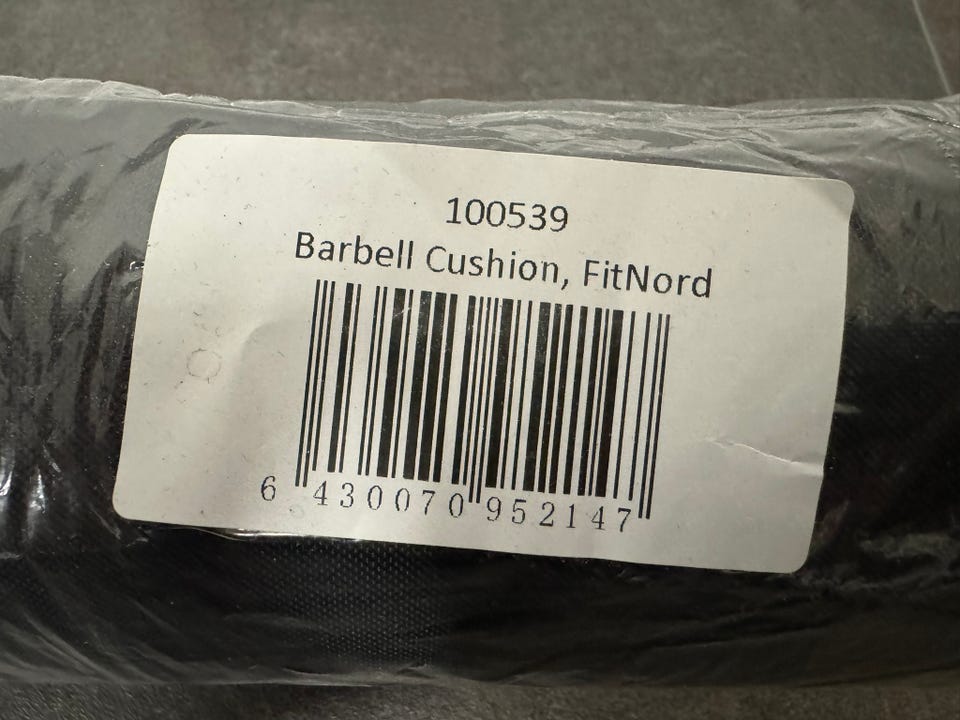 100539
Barbell Cushion, FitNord
6 430070 952147